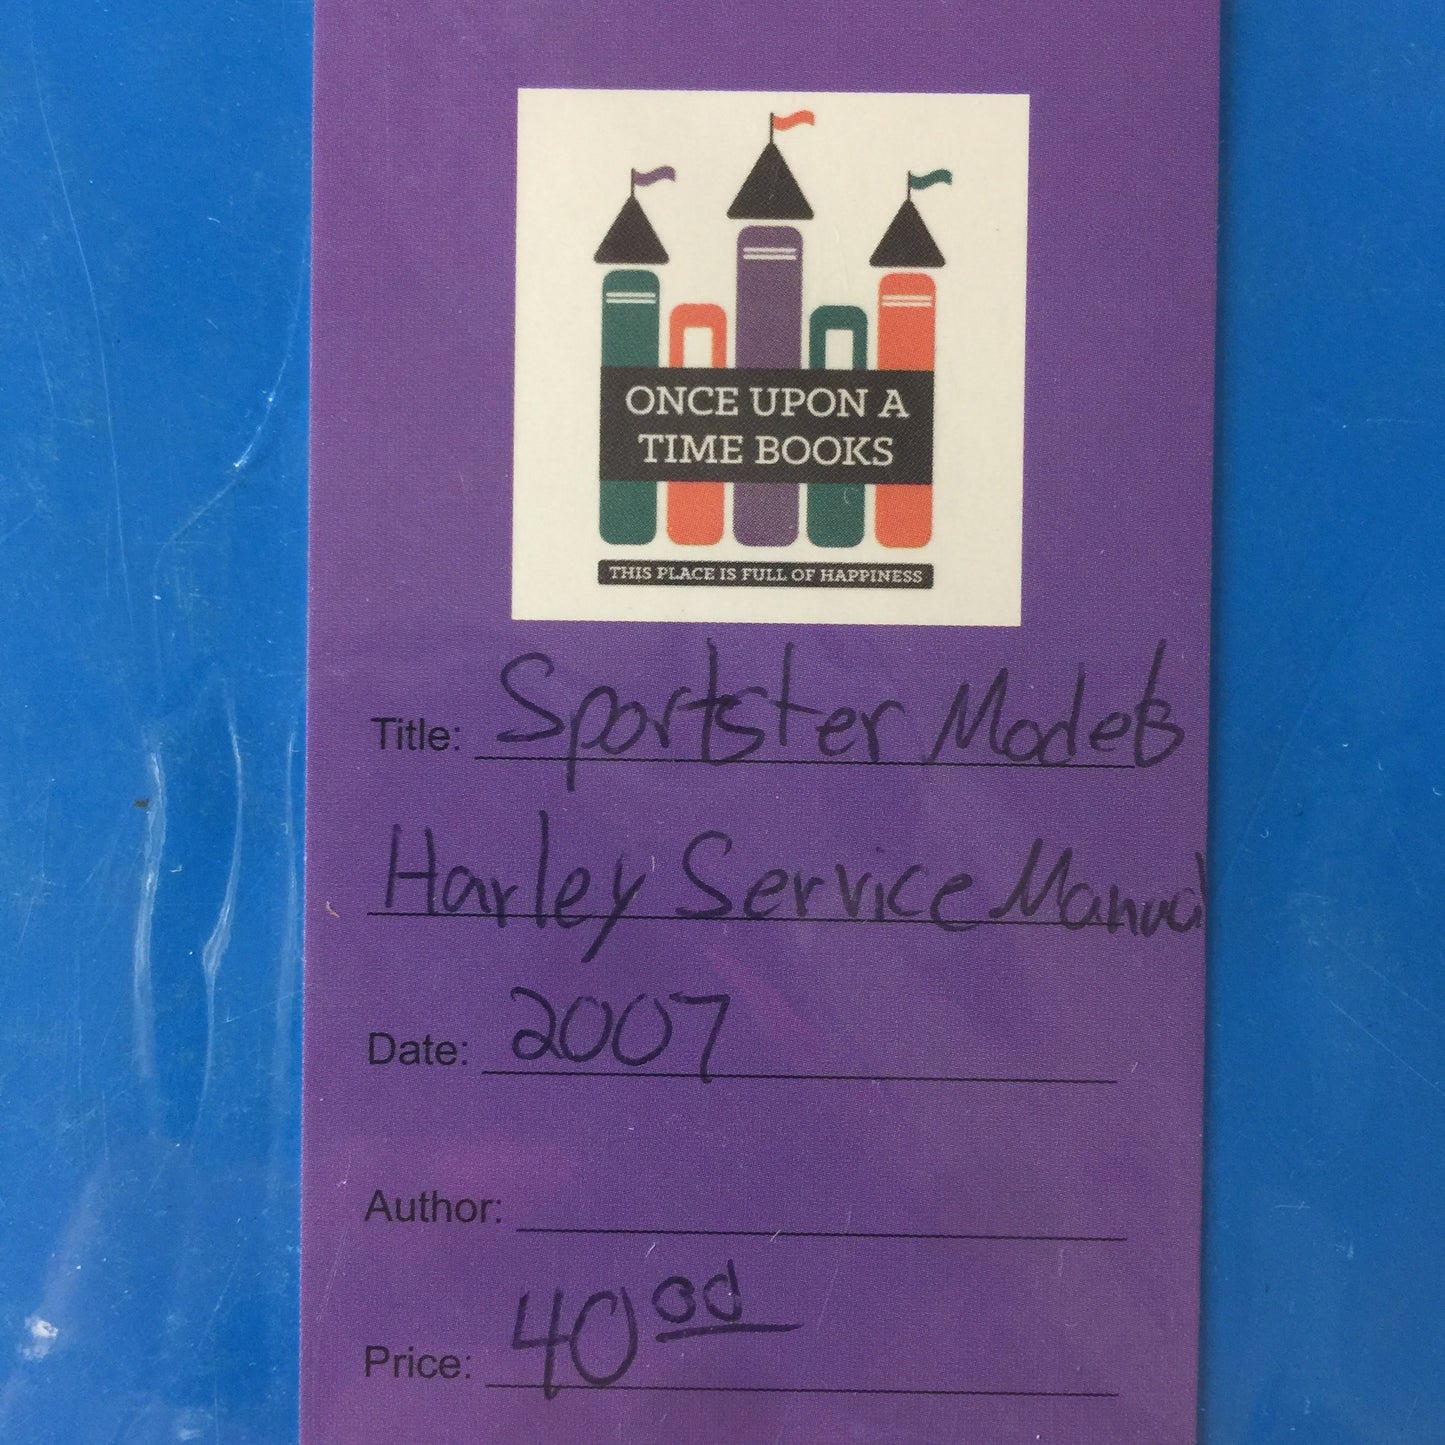 ONCE UPON A
TIME BOOKS
THIS PLACE IS FULL OF HAPPINESS
Title: Sportster Models
Harley Service Manual
Date: 2007
Author:
Price: 40 00